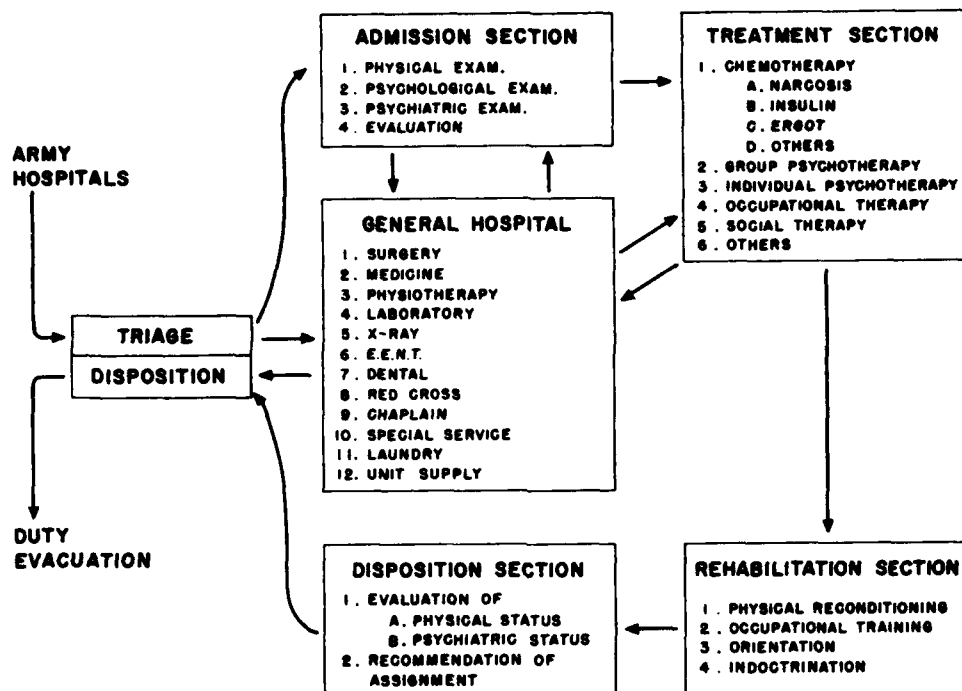 ARMY
HOSPITALS
TRIAGE
DISPOSITION
DUTY
EVACUATION
ADMISSION SECTION
1. PHYSICAL EXAM.
2. PSYCHOLOGICAL EXAM.
3. PSYCHIATRIC EXAM.
4. EVALUATION
GENERAL HOSPITAL
1. SURGERY
2. MEDICINE
3. PHYSIOTHERAPY
4. LABORATORY
5. X-RAY
6. E.E.N.T.
7. DENTAL
8. RED CROSS
9. CHAPLAIN
10. SPECIAL SERVICE
11. LAUNDRY
12. UNIT SUPPLY
TREATMENT SECTION
1. CHEMOTHERAPY
A. NARCOSIS
B. INSULIN
C. ERGOT
D. OTHERS
2. GROUP PSYCHOTHERAPY
3. INDIVIDUAL PSYCHOTHERAPY
4. OCCUPATIONAL THERAPY
5. SOCIAL THERAPY
6. OTHERS
REHABILITATION SECTION
1. PHYSICAL RECONDITIONING
2. OCCUPATIONAL TRAINING
3. ORIENTATION
4. INDOCTRINATION
DISPOSITION SECTION
1. EVALUATION OF
A. PHYSICAL STATUS
B. PSYCHIATRIC STATUS
2. RECOMMENDATION OF
ASSIGNMENT